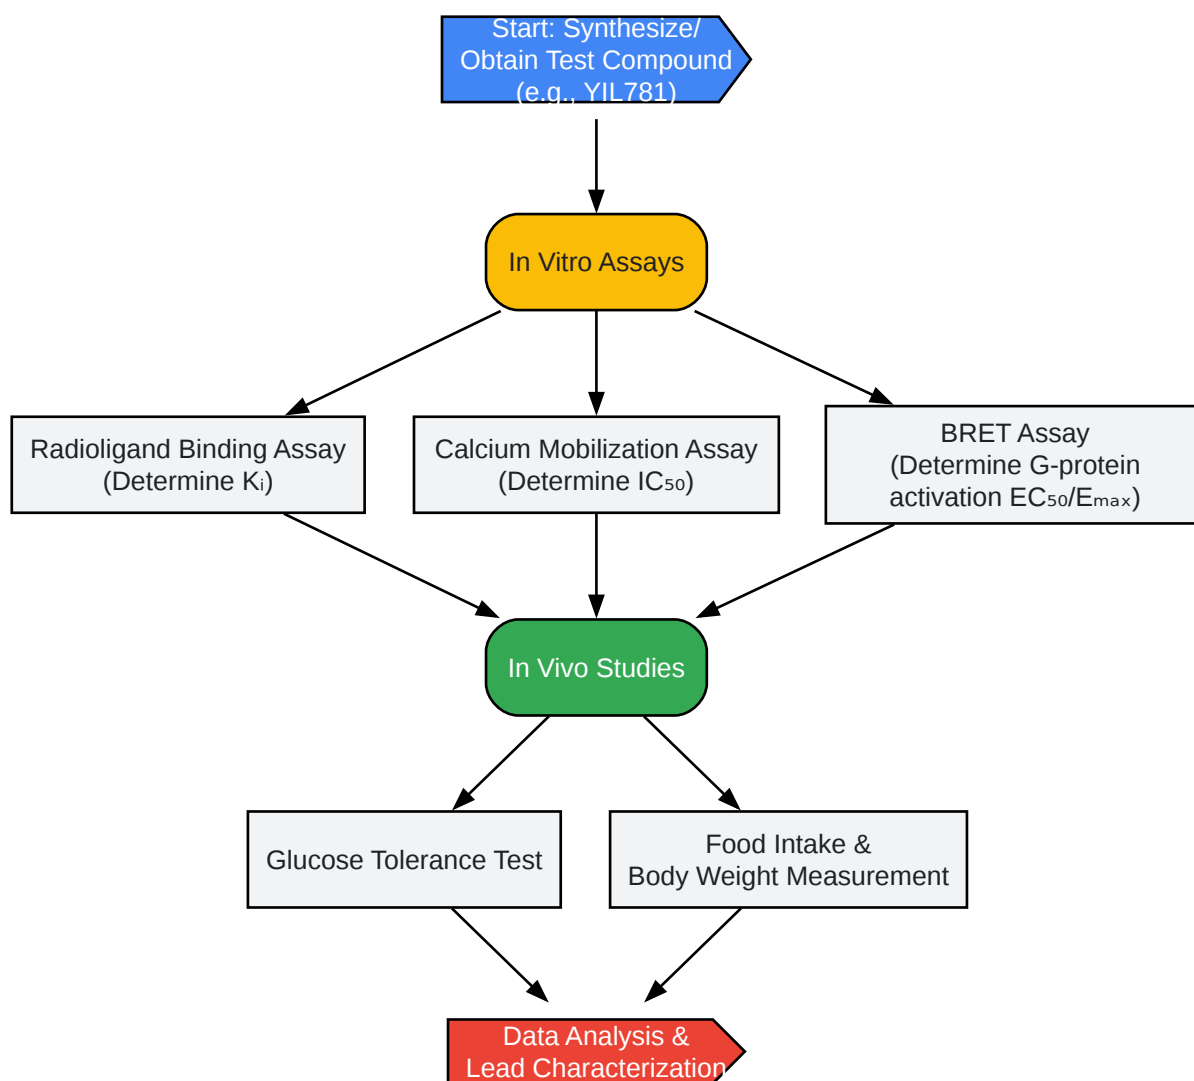 Start: Synthesize/
Obtain Test Compound
(e.g., YIL781)
In Vitro Assays
Radioligand Binding Assay
(Determine Kᵢ)
Calcium Mobilization Assay
(Determine IC₅₀)
BRET Assay
(Determine G-protein
activation EC₅₀/Eₘₐₓ)
In Vivo Studies
Glucose Tolerance Test
Food Intake &
Body Weight Measurement
Data Analysis &
Lead Characterization